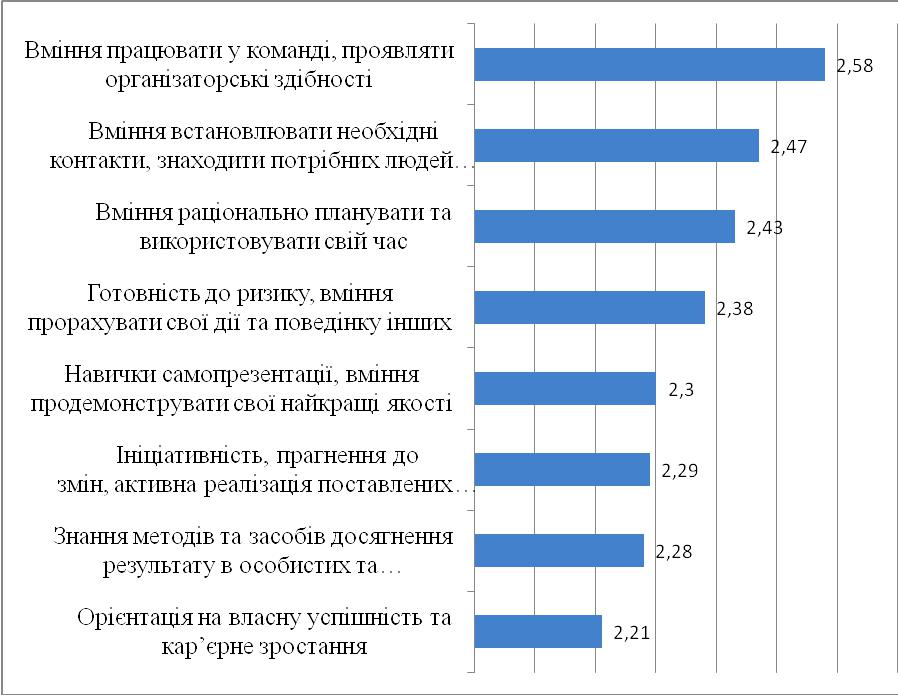 Вміння працювати у команді, проявляти
організаторські здібності
2,58
Вміння встановлювати необхідні
контакти, знаходити потрібних людей…
2,47
Вміння раціонально планувати та
використовувати свій час
2,43
Готовність до ризику, вміння
прорахувати свої дії та поведінку інших
2,38
Навички самопрезентації, вміння
продемонструвати свої найкращі якості
2,3
Ініціативність, прагнення до
змін, активна реалізація поставлених…
2,29
Знання методів та засобів досягнення
результату в особистих та…
2,28
Орієнтація на власну успішність та
кар’єрне зростання
2,21